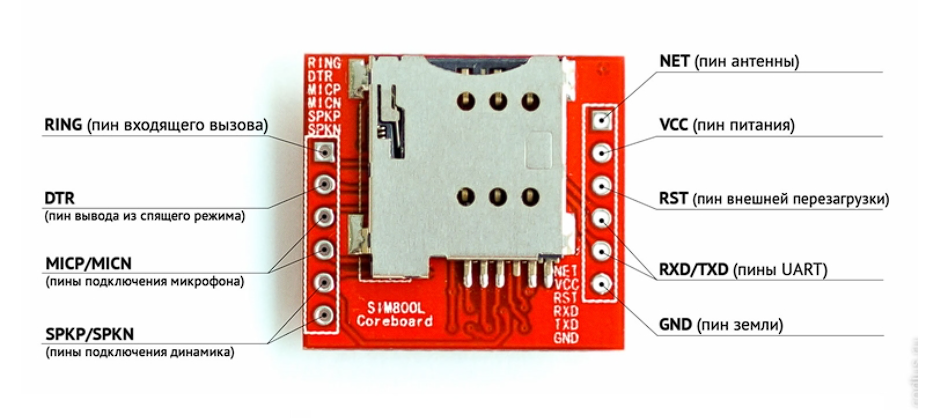 RING
DTR
MICP
MICN
SPKP
SPKN
RING (пин входящего вызова)
DTR
(пин вывода из спящего режима)
MICP/MICN
(пины подключения микрофона)
SPKP/SPKN
(пины подключения динамика)
SIM800L
Coreboard
NET
VCC
RST
RXD
TXD
GND
NET (пин антенны)
VCC (пин питания)
RST (пин внешней перезагрузки)
RXD/TXD (пины UART)
GND (пин земли)